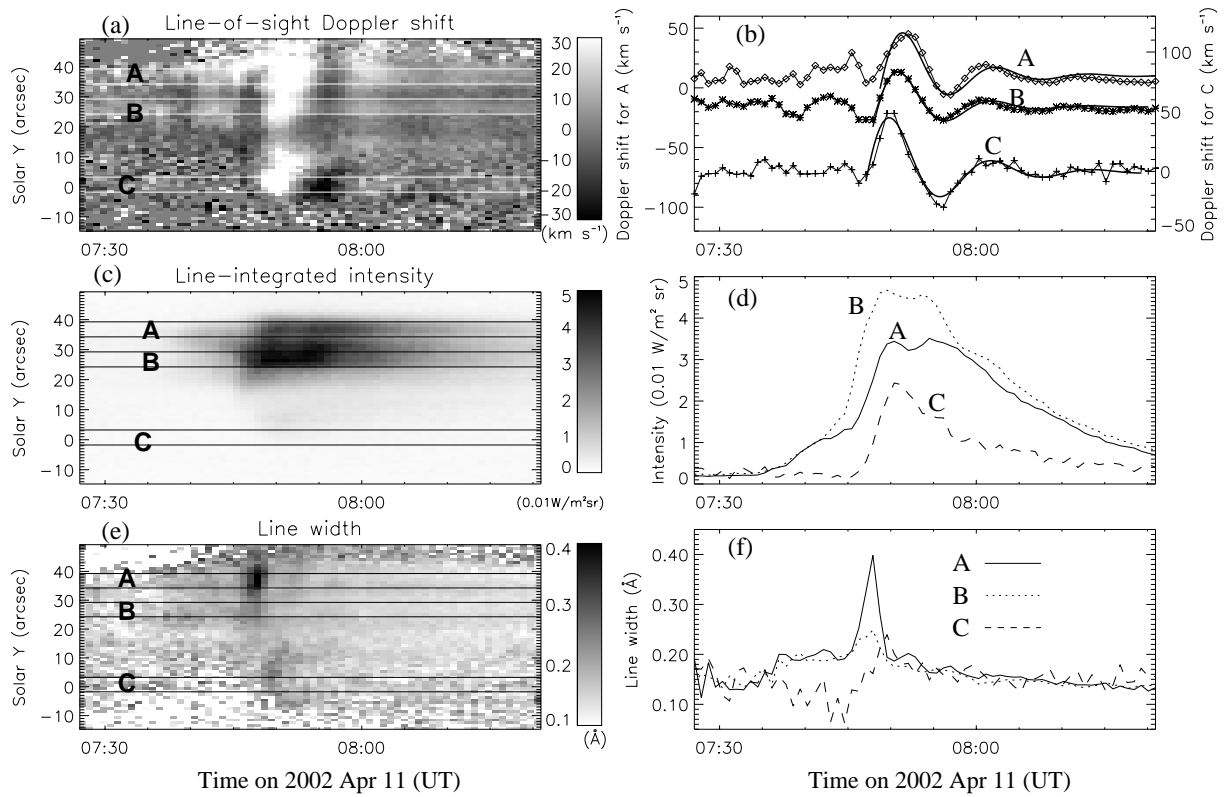 (a)
Line-of-sight Doppler shift
Solar Y (arcsec)
40
30
20
10
0
-10
A
B
C
07:30
08:00
30
20
10
0
10
20
30
(km s⁻¹)
(b)
Doppler shift for A (km s⁻¹)
50
0
-50
-100
A
B
C
100
50
0
-50
Doppler shift for C (km s⁻¹)
07:30
08:00
(c)
Line-integrated intensity
Solar Y (arcsec)
40
30
20
10
0
-10
A
B
C
07:30
08:00
5
4
3
2
1
0
(0.01W/m²sr)
(d)
Intensity (0.01 W/m² sr)
5
4
3
2
1
0
B
A
C
07:30
08:00
(e)
Line width
Solar Y (arcsec)
40
30
20
10
0
-10
A
B
C
07:30
08:00
0.4
0.3
0.2
0.1
(Å)
Time on 2002 Apr 11 (UT)
(f)
Line width (Å)
0.40
0.30
0.20
0.10
A
B
C
07:30
08:00
Time on 2002 Apr 11 (UT)